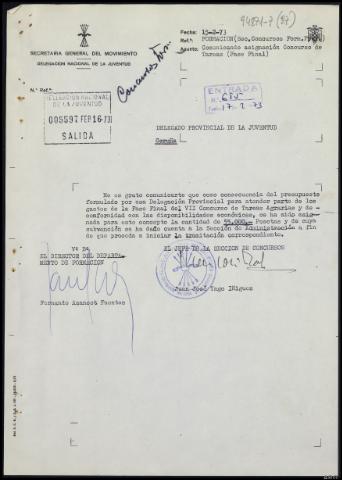 94871-7 (27)
SECRETARIA GENERAL DEL MOVIMIENTO
DELEGACION NACIONAL DE LA JUVENTUD
N.º Ref.ª
Fecha: 15-2-73
Ref.ª FORMACION (Sec. Concursos Form.
Asunto. Comunicando asignación Concurso de
Tareas (Fase Final)
DELEGACION NACIONAL
DE LA JUVENTUD
005597 FEB 16 73
SALIDA
ENTRADA
17. 2. 73
DELEGADO PROVINCIAL DE LA JUVENTUD
Coruña
Me es grato comunicarte que como consecuencia del presupuesto
formulado por esa Delegación Provincial para atender parte de los
gastos de la Fase Final del VII Concurso de Tareas Agrarias y de
conformidad con las disponibilidades económicas, se ha sido asig-
nada para este concepto la cantidad de 55.000.- Pesetas y de cuya
subvención se ha dado cuenta a la Sección de Administración a fin
de que proceda a iniciar la tramitación correspondiente.
Vº Bº
EL DIRECTOR DEL DEPARTA
MENTO DE FORMACION
EL JEFE DE LA SECCION DE CONCURSOS
Fernando Fuentes
Juan José Yago Iñiguez